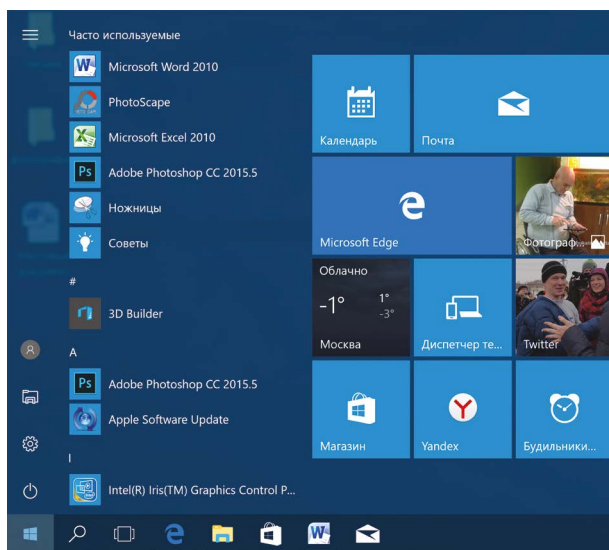 Часто используемые
Microsoft Word 2010
PhotoScape
Microsoft Excel 2010
Ps Adobe Photoshop CC 2015.5
Ножницы
Советы
#
3D Builder
A
Ps Adobe Photoshop CC 2015.5
Apple Software Update
I
Intel(R) Iris(TM) Graphics Control P...
Календарь
Почта
Microsoft Edge
Фотограф...
Облачно
-1° 1°
-3°
Москва
Диспетчер те...
Twitter
Магазин
Yandex
Будильники...